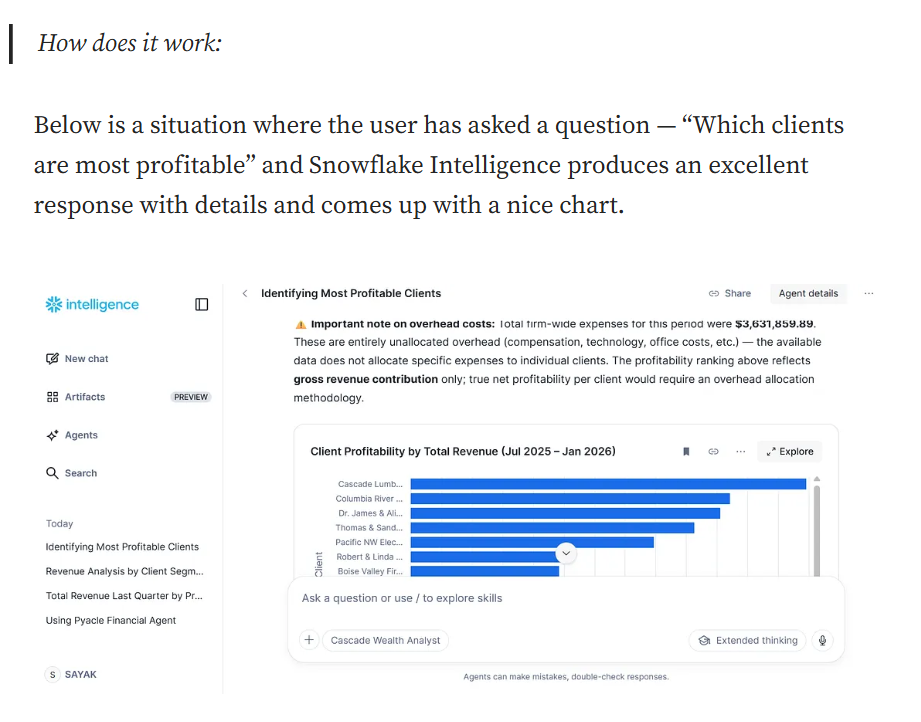 How does it work:
Below is a situation where the user has asked a question — “Which clients
are most profitable” and Snowflake Intelligence produces an excellent
response with details and comes up with a nice chart.
intelligence
New chat
Artifacts PREVIEW
Agents
Search
Today
Identifying Most Profitable Clients
Revenue Analysis by Client Segm...
Total Revenue Last Quarter by Pr...
Using Pyacle Financial Agent
S SAYAK
Identifying Most Profitable Clients Share Agent details
Important note on overhead costs: Total firm-wide expenses for this period were $3,631,859.89.
These are entirely unallocated overhead (compensation, technology, office costs, etc.) — the available
data does not allocate specific expenses to individual clients. The profitability ranking above reflects
gross revenue contribution only; true net profitability per client would require an overhead allocation
methodology.
Client Profitability by Total Revenue (Jul 2025 – Jan 2026) Explore
Cascade Lumb...
Columbia River ...
Dr. James & Ali...
Thomas & Sand...
Pacific NW Elec...
Robert & Linda ...
Boise Valley Fir...
Client
Ask a question or use / to explore skills
Cascade Wealth Analyst Extended thinking
Agents can make mistakes, double-check responses.